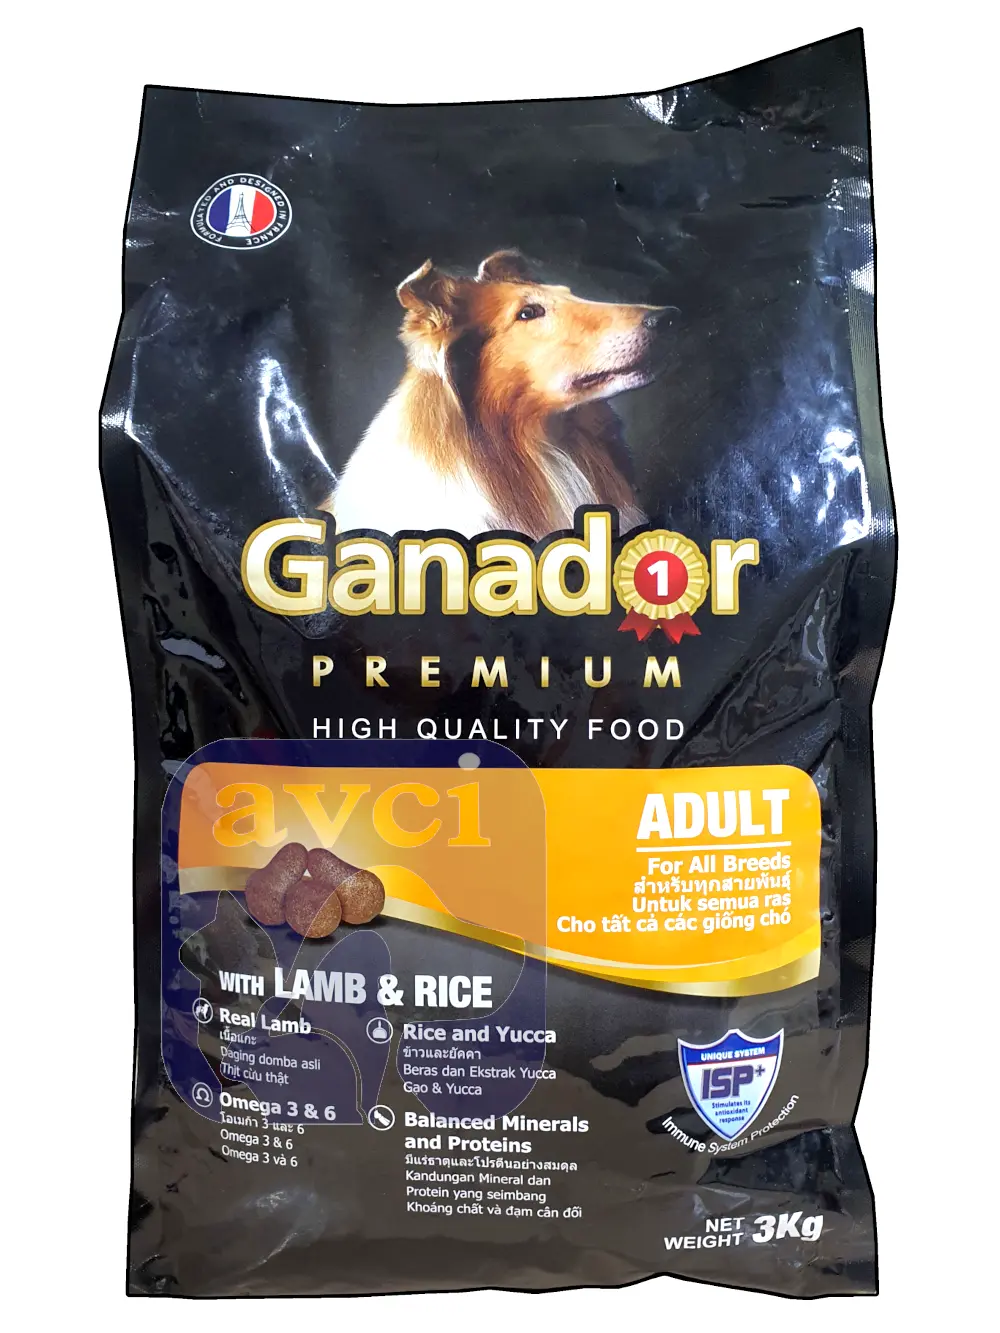 FORMULATED AND DESIGNED IN FRANCE
Ganador
1
PREMIUM
HIGH QUALITY FOOD
avci
ADULT
For All Breeds
สำหรับทุกสายพันธุ์
Untuk semua ras
Cho tất cả các giống chó
WITH LAMB & RICE
Real Lamb
เนื้อแกะ
Daging domba asli
Thịt cừu thật
Omega 3 & 6
โอเมก้า 3 และ 6
Omega 3 & 6
Omega 3 và 6
Rice and Yucca
ข้าวและยัคคา
Beras dan Ekstrak Yucca
Gạo & Yucca
Balanced Minerals
and Proteins
มีแร่ธาตุและโปรตีนอย่างสมดุล
Kandungan Mineral dan
Protein yang seimbang
Khoáng chất và đạm cân đối
UNIQUE SYSTEM
ISP+
Stimulates its
antioxidant
response
Immune System Protection
NET
WEIGHT 3Kg